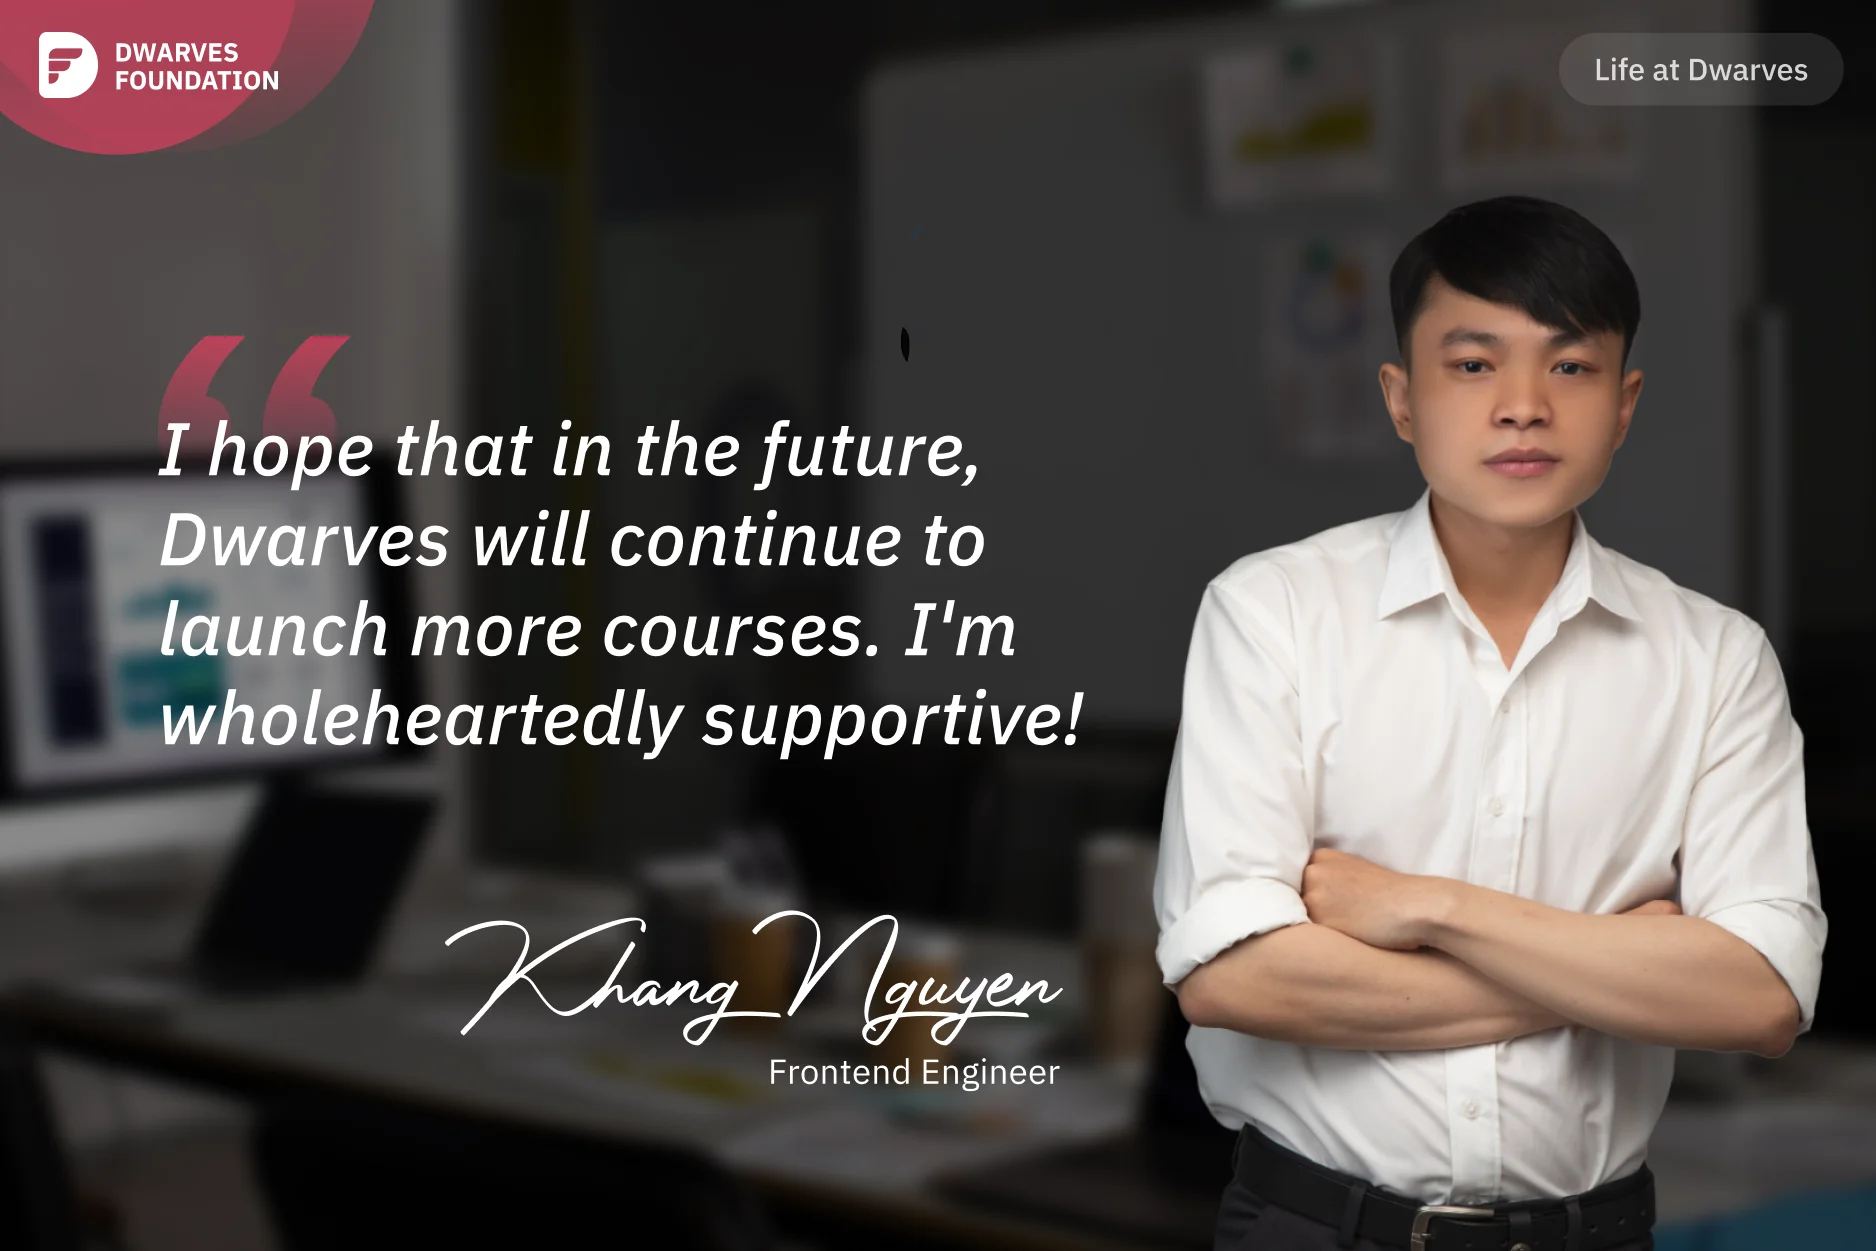 DWARVES
FOUNDATION
Life at Dwarves
I hope that in the future,
Dwarves will continue to
launch more courses. I'm
wholeheartedly supportive!
Khang Nguyen
Frontend Engineer